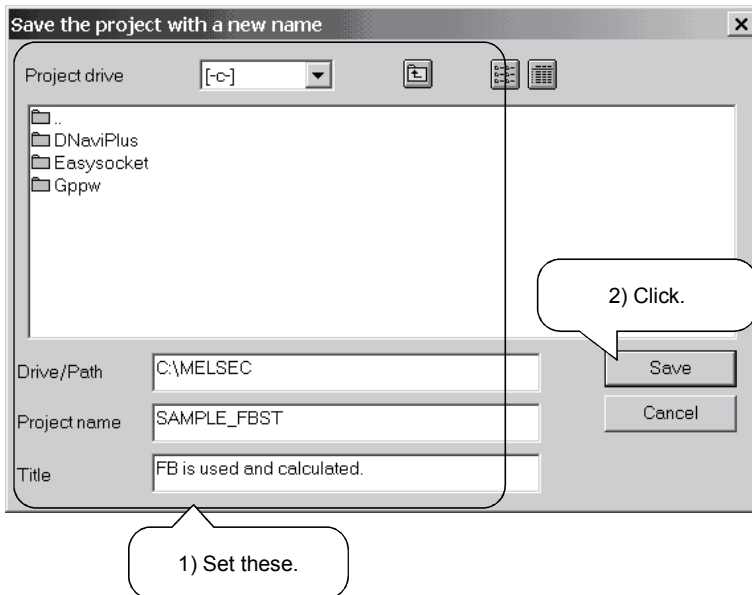 Save the project with a new name
Project drive [-c-]
..
DNaviPlus
Easysocket
Gppw
2) Click.
Drive/Path C:\MELSEC Save
Project name SAMPLE_FBST Cancel
Title FB is used and calculated.
1) Set these.